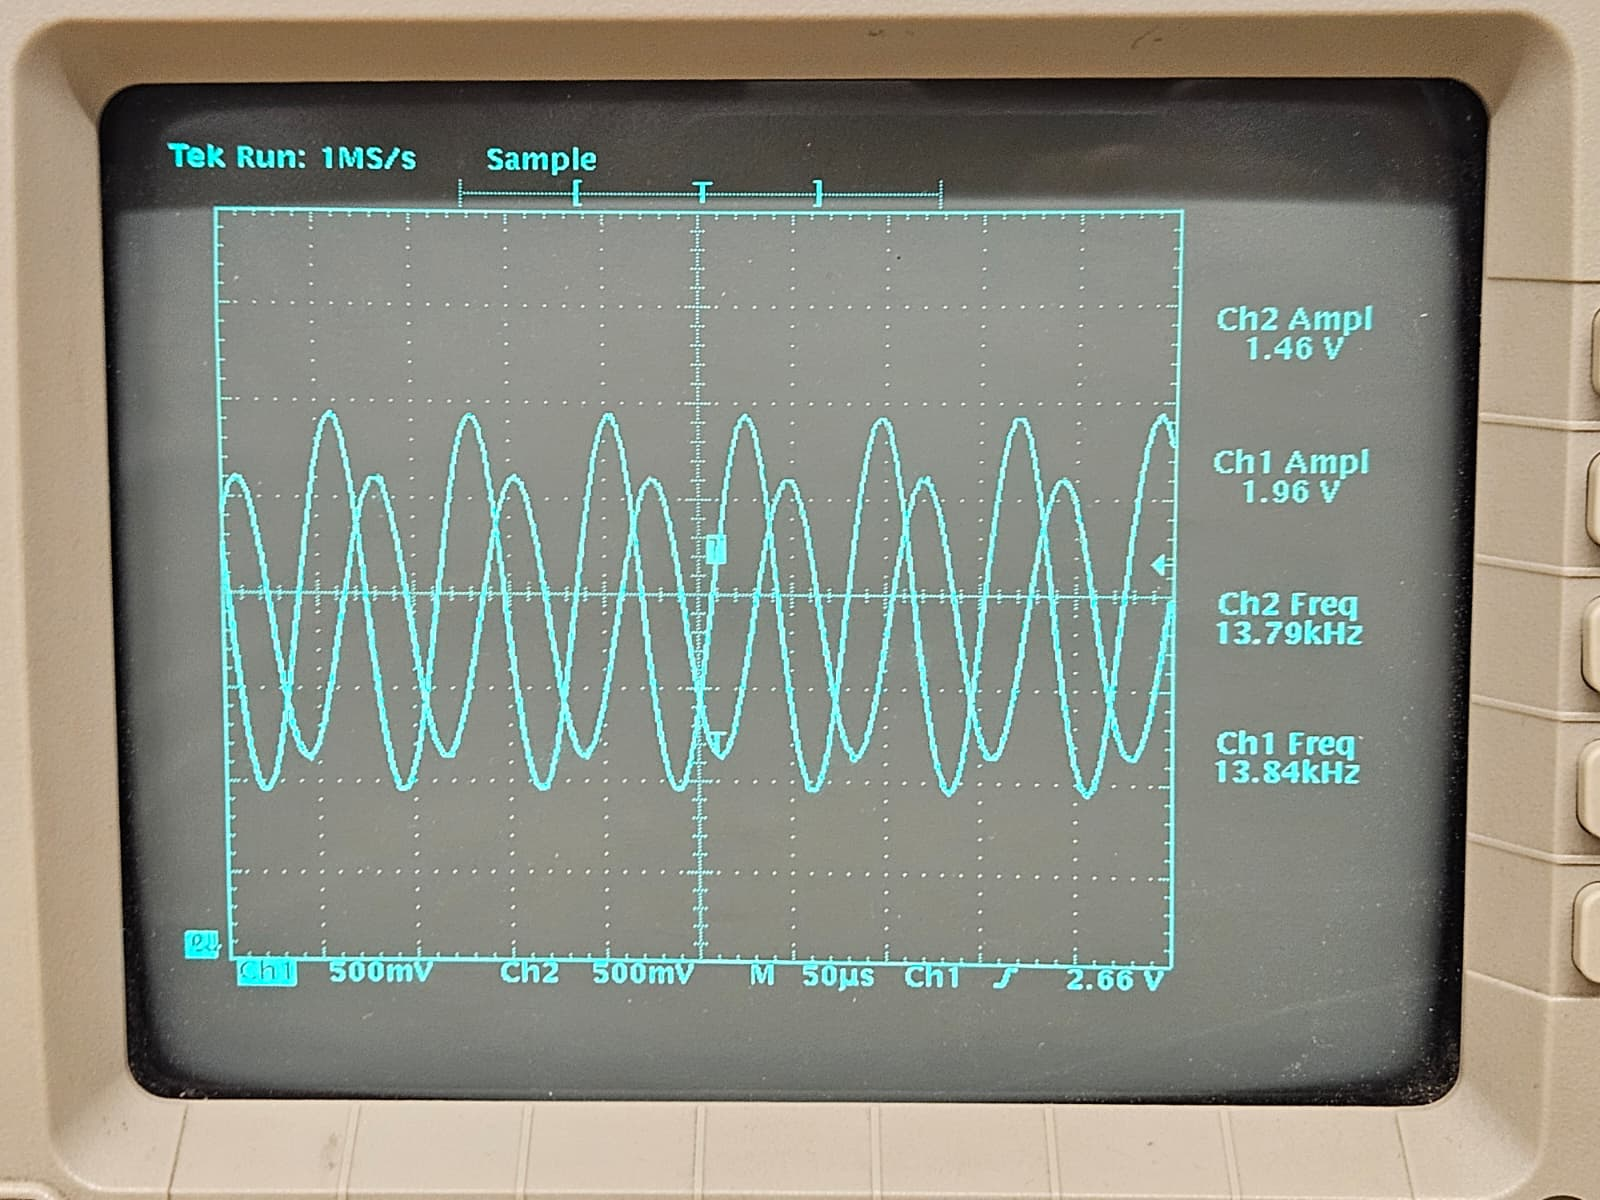 Tek Run: 1MS/s Sample
[ T ]
Ch2 Ampl
1.46 V
Ch1 Ampl
1.96 V
T
Ch2 Freq
13.79kHz
T
Ch1 Freq
13.84kHz
Ch1 500mV Ch2 500mV M 50µs Ch1 2.66 V